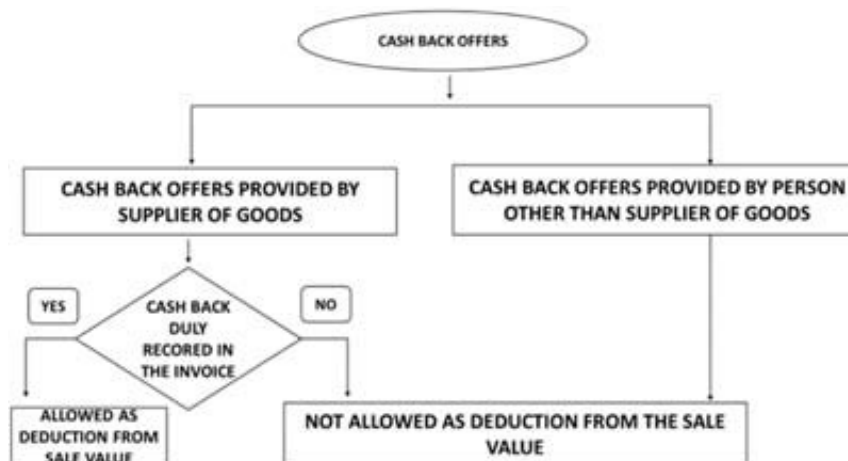 CASH BACK OFFERS
CASH BACK OFFERS PROVIDED BY
SUPPLIER OF GOODS
CASH BACK OFFERS PROVIDED BY PERSON
OTHER THAN SUPPLIER OF GOODS
YES
CASH BACK
DULY
RECORED IN
THE INVOICE
NO
ALLOWED AS
DEDUCTION FROM
SALE VALUE
NOT ALLOWED AS DEDUCTION FROM THE SALE
VALUE